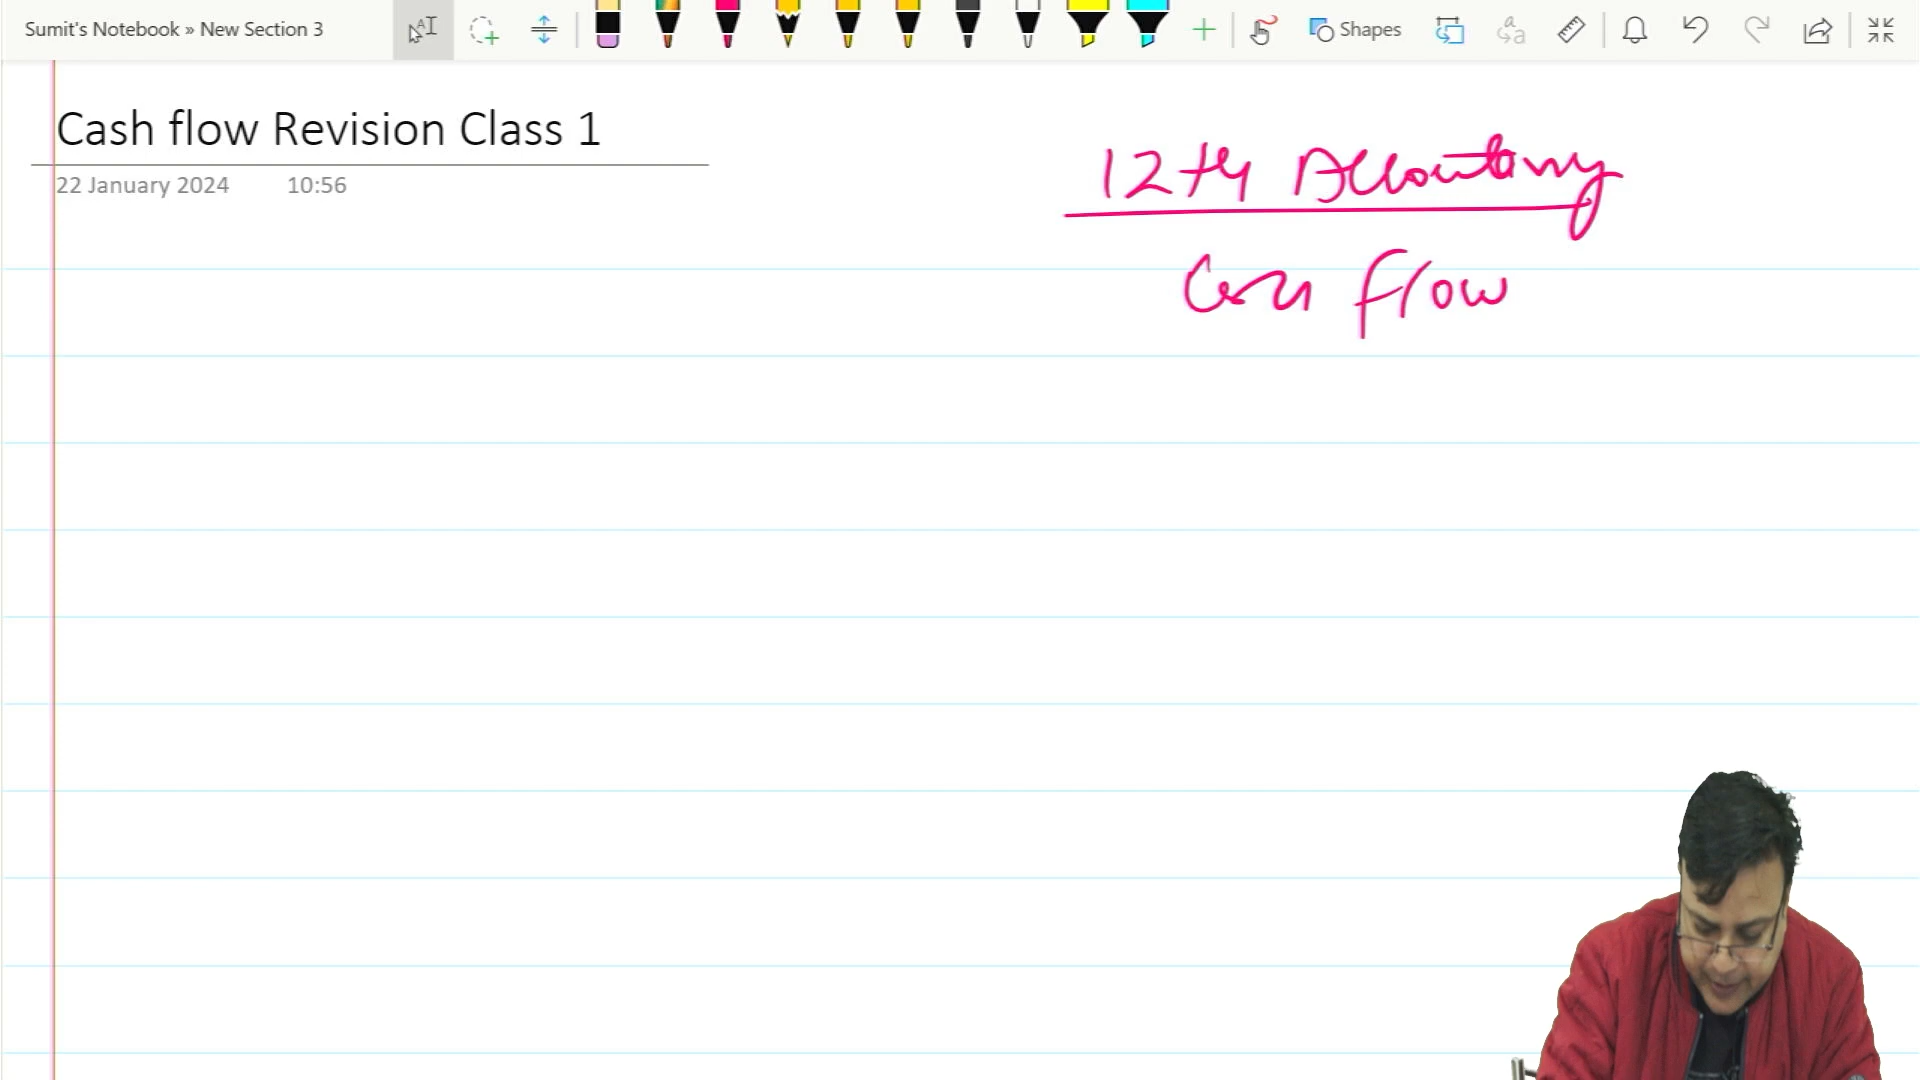 Sumit's Notebook » New Section 3
Shapes
Cash flow Revision Class 1
22 January 2024 10:56
12th Accounting
Cash flow